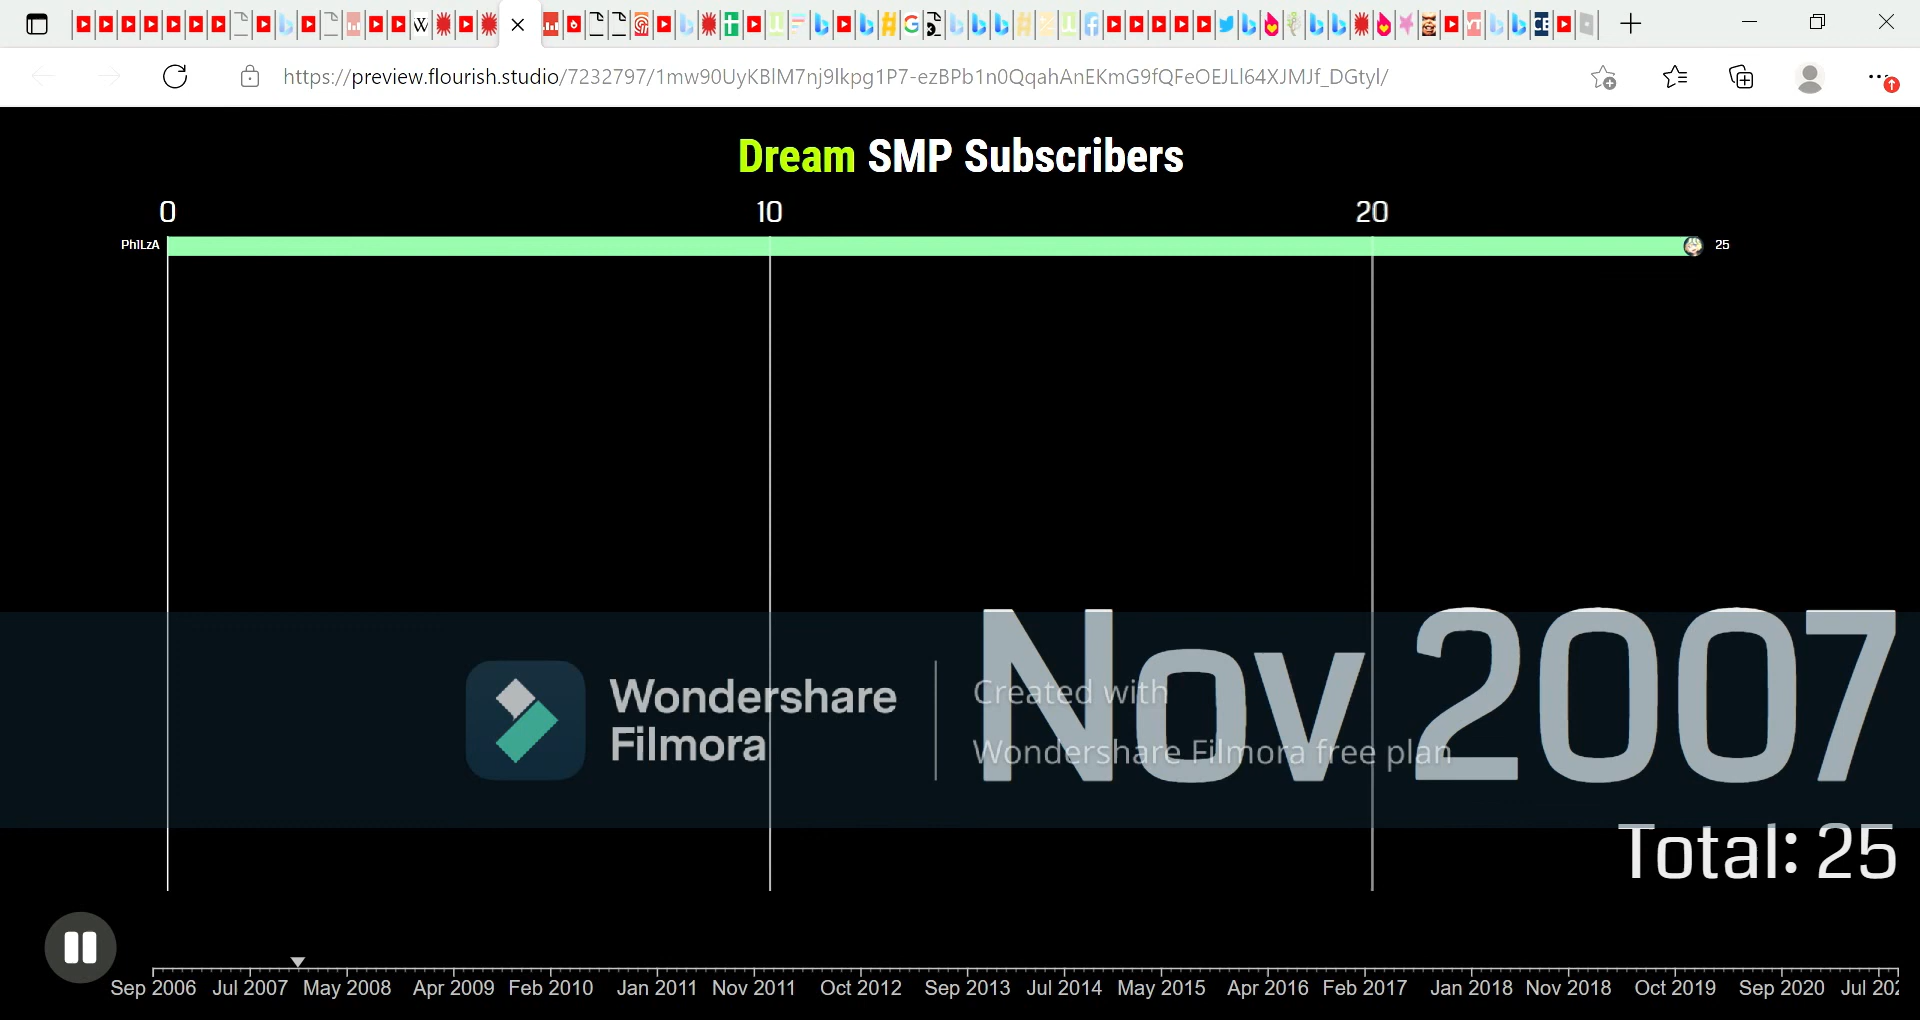 https://preview.flourish.studio/7232797/1mw90UyKBlM7nj9lkpg1P7-ezBPb1n0QqahAnEKmG9fQFeOEJLl64XJMJf_DGtyl/
Dream SMP Subscribers
0 10 20
Ph1LzA 25
Nov 2007
Wondershare
Filmora
Created with
Wondershare Filmora free plan
Total: 25
Sep 2006 Jul 2007 May 2008 Apr 2009 Feb 2010 Jan 2011 Nov 2011 Oct 2012 Sep 2013 Jul 2014 May 2015 Apr 2016 Feb 2017 Jan 2018 Nov 2018 Oct 2019 Sep 2020 Jul 202